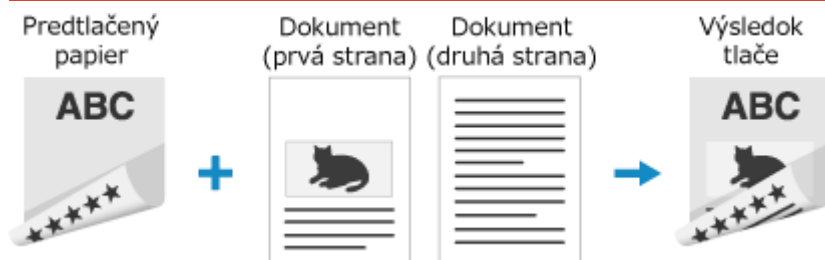 Predtlačený
papier
Dokument
(prvá strana)
Dokument
(druhá strana)
Výsledok
tlače
ABC
ABC